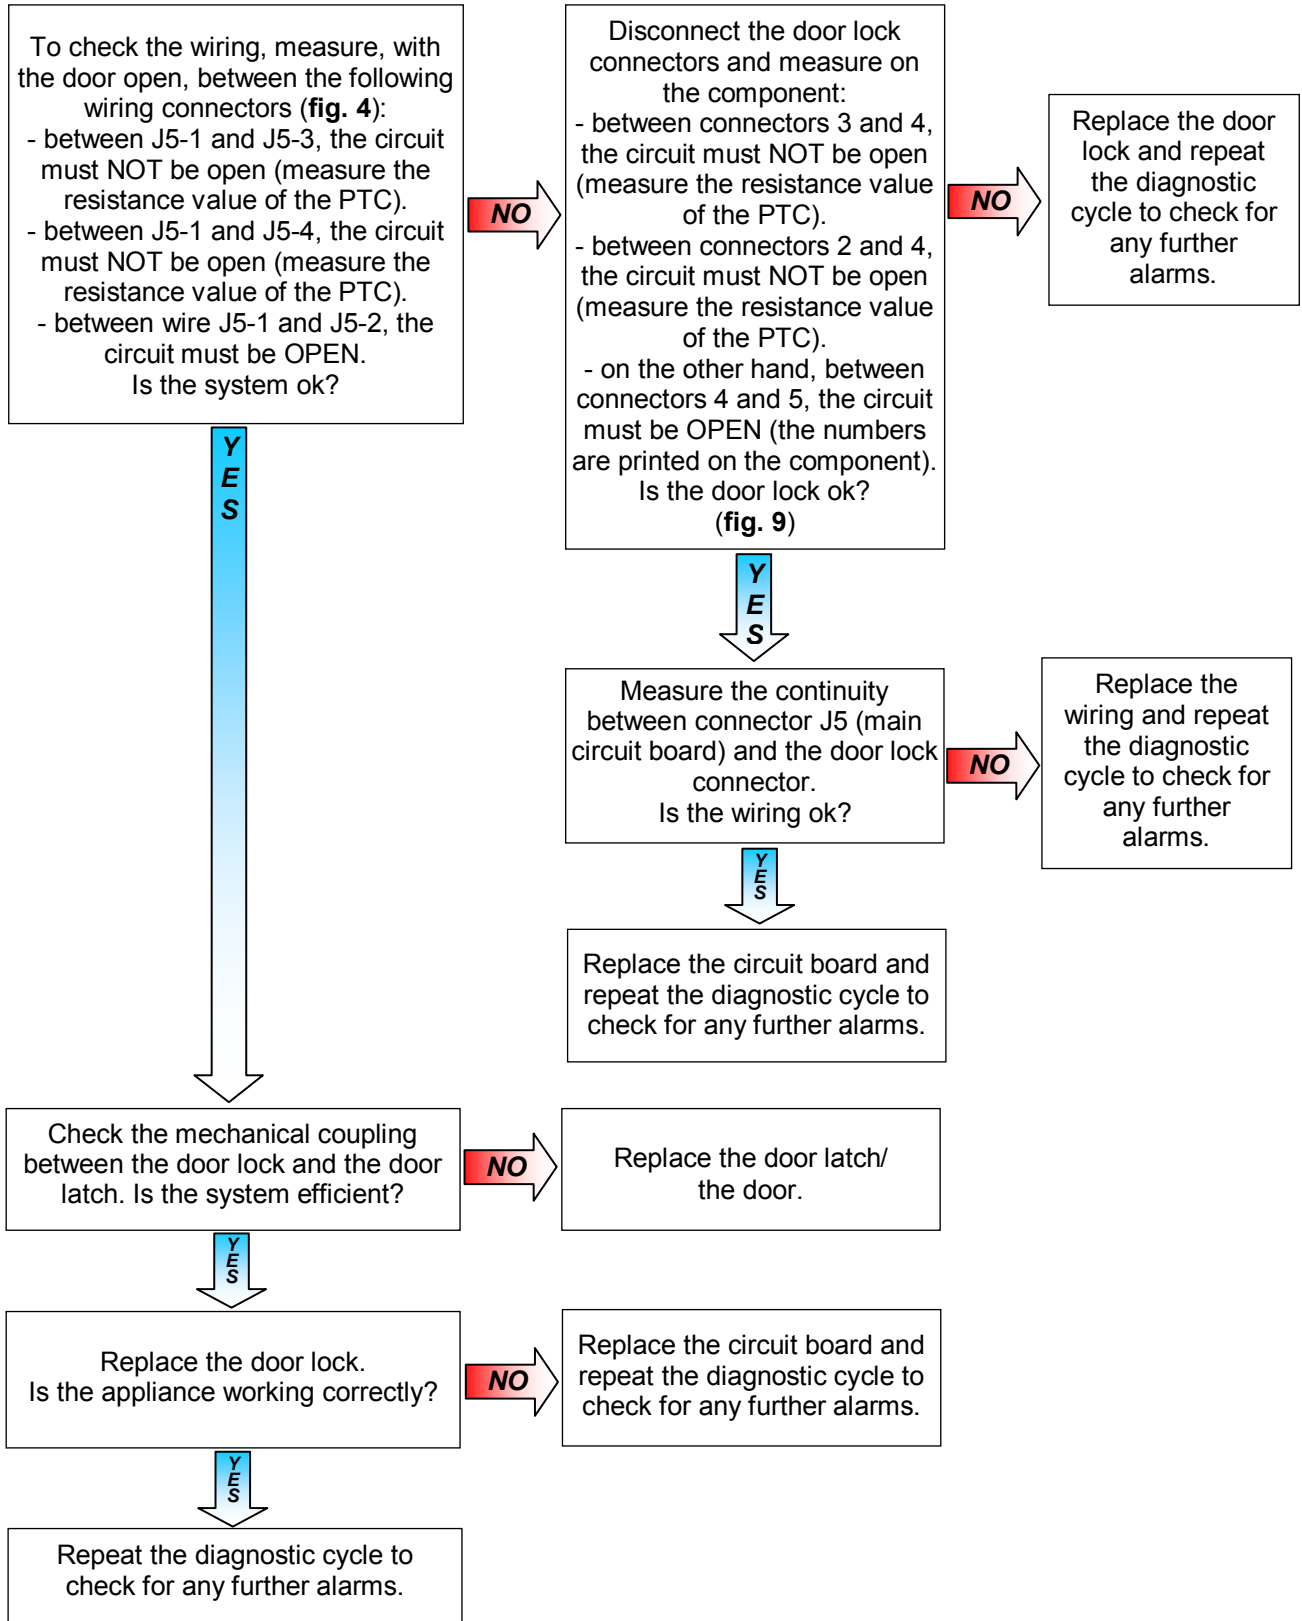 To check the wiring, measure, with
the door open, between the following
wiring connectors (fig. 4):
- between J5-1 and J5-3, the circuit
must NOT be open (measure the
resistance value of the PTC).
- between J5-1 and J5-4, the circuit
must NOT be open (measure the
resistance value of the PTC).
- between wire J5-1 and J5-2, the
circuit must be OPEN.
Is the system ok?
NO
Disconnect the door lock
connectors and measure on
the component:
- between connectors 3 and 4,
the circuit must NOT be open
(measure the resistance value
of the PTC).
- between connectors 2 and 4,
the circuit must NOT be open
(measure the resistance value
of the PTC).
- on the other hand, between
connectors 4 and 5, the circuit
must be OPEN (the numbers
are printed on the component).
Is the door lock ok?
(fig. 9)
NO
Replace the door
lock and repeat
the diagnostic
cycle to check for
any further
alarms.
YES
YES
Measure the continuity
between connector J5 (main
circuit board) and the door lock
connector.
Is the wiring ok?
NO
Replace the
wiring and repeat
the diagnostic
cycle to check for
any further
alarms.
YES
Replace the circuit board and
repeat the diagnostic cycle to
check for any further alarms.
Check the mechanical coupling
between the door lock and the door
latch. Is the system efficient?
NO
Replace the door latch/
the door.
YES
Replace the door lock.
Is the appliance working correctly?
NO
Replace the circuit board and
repeat the diagnostic cycle to
check for any further alarms.
YES
Repeat the diagnostic cycle to
check for any further alarms.